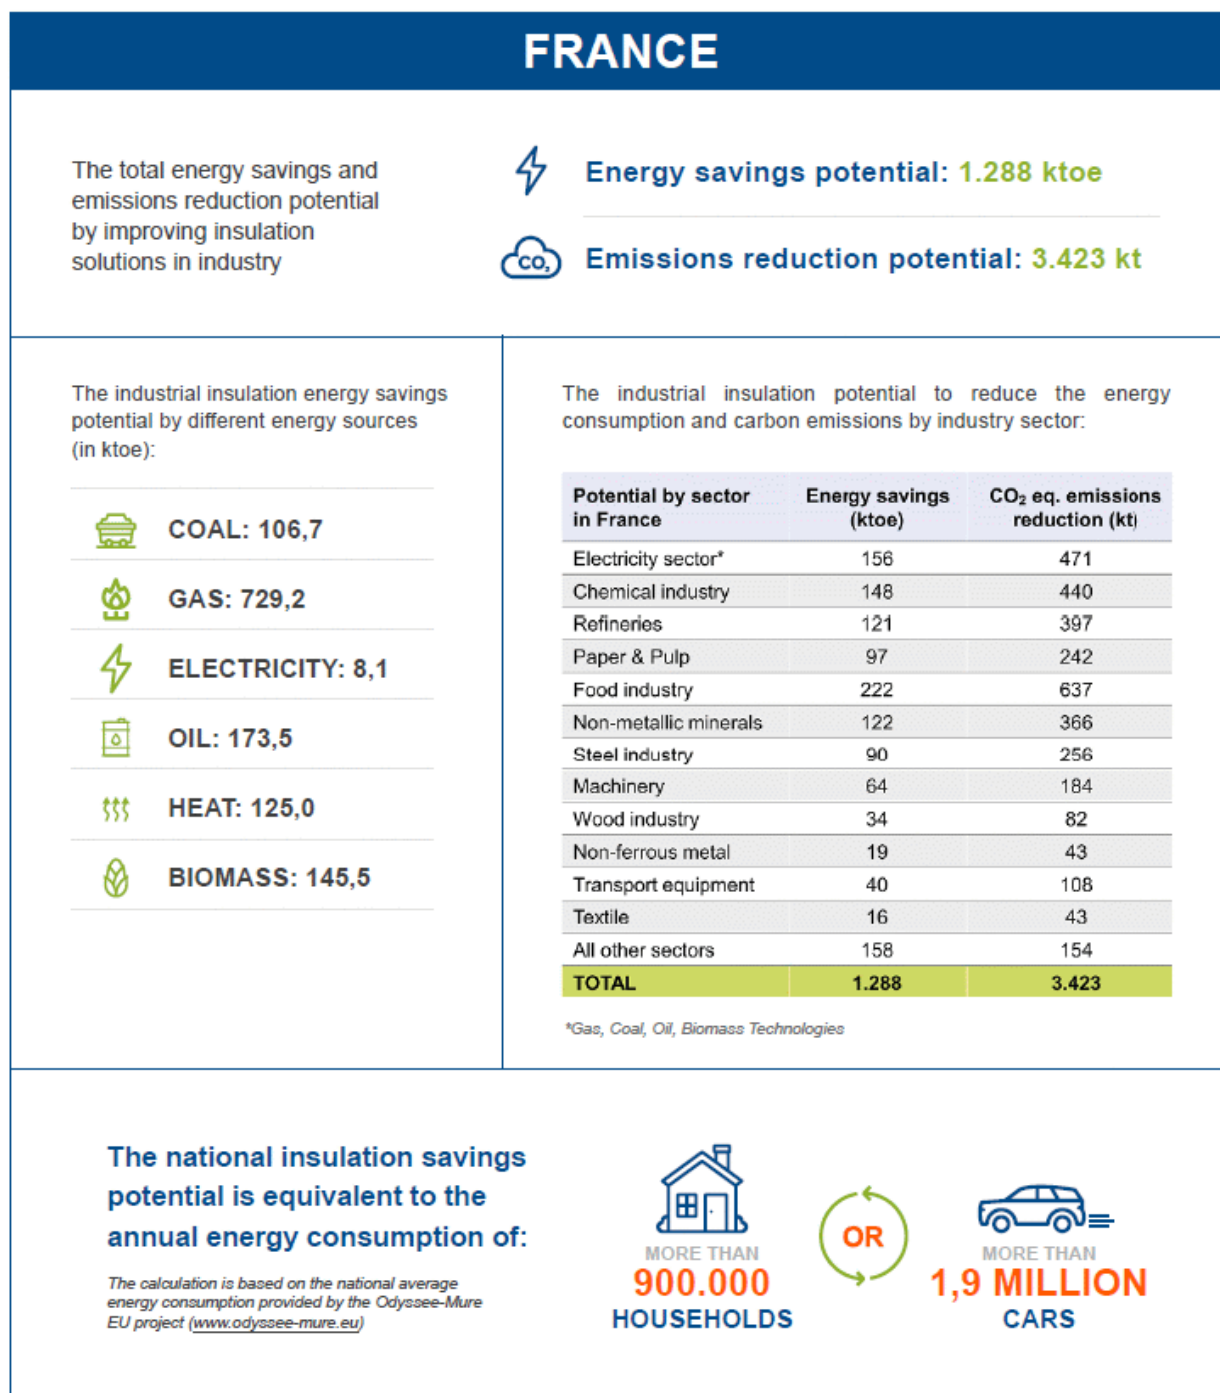 FRANCE
The total energy savings and
emissions reduction potential
by improving insulation
solutions in industry
Energy savings potential: 1.288 ktoe
CO₂
Emissions reduction potential: 3.423 kt
The industrial insulation energy savings
potential by different energy sources
(in ktoe):
COAL: 106,7
GAS: 729,2
ELECTRICITY: 8,1
OIL: 173,5
HEAT: 125,0
BIOMASS: 145,5
The industrial insulation potential to reduce the energy
consumption and carbon emissions by industry sector:
Potential by sector in France Energy savings (ktoe) CO₂ eq. emissions reduction (kt)
Electricity sector* 156 471
Chemical industry 148 440
Refineries 121 397
Paper & Pulp 97 242
Food industry 222 637
Non-metallic minerals 122 366
Steel industry 90 256
Machinery 64 184
Wood industry 34 82
Non-ferrous metal 19 43
Transport equipment 40 108
Textile 16 43
All other sectors 158 154
TOTAL 1.288 3.423
*Gas, Coal, Oil, Biomass Technologies
The national insulation savings
potential is equivalent to the
annual energy consumption of:
The calculation is based on the national average
energy consumption provided by the Odyssee-Mure
EU project (www.odyssee-mure.eu)
MORE THAN
900.000
HOUSEHOLDS
OR
MORE THAN
1,9 MILLION
CARS